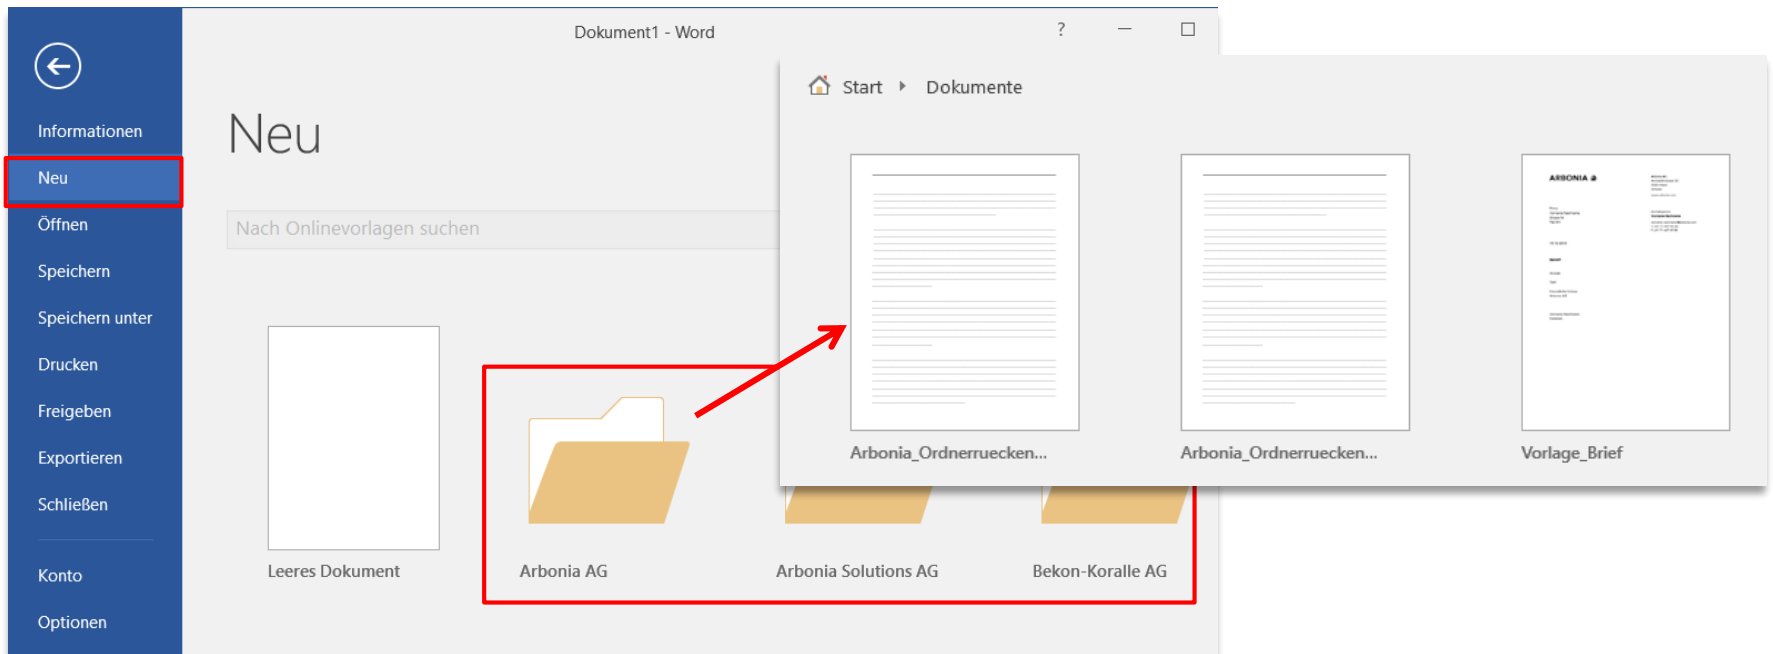 Dokument1 - Word
?
Informationen
Neu
Öffnen
Speichern
Speichern unter
Drucken
Freigeben
Exportieren
Schließen
Konto
Optionen
Neu
Nach Onlinevorlagen suchen
Leeres Dokument
Arbonia AG
Arbonia Solutions AG
Bekon-Koralle AG
Start
Dokumente
ARBONIA
Arbonia_Ordnerruecken...
Arbonia_Ordnerruecken...
Vorlage_Brief